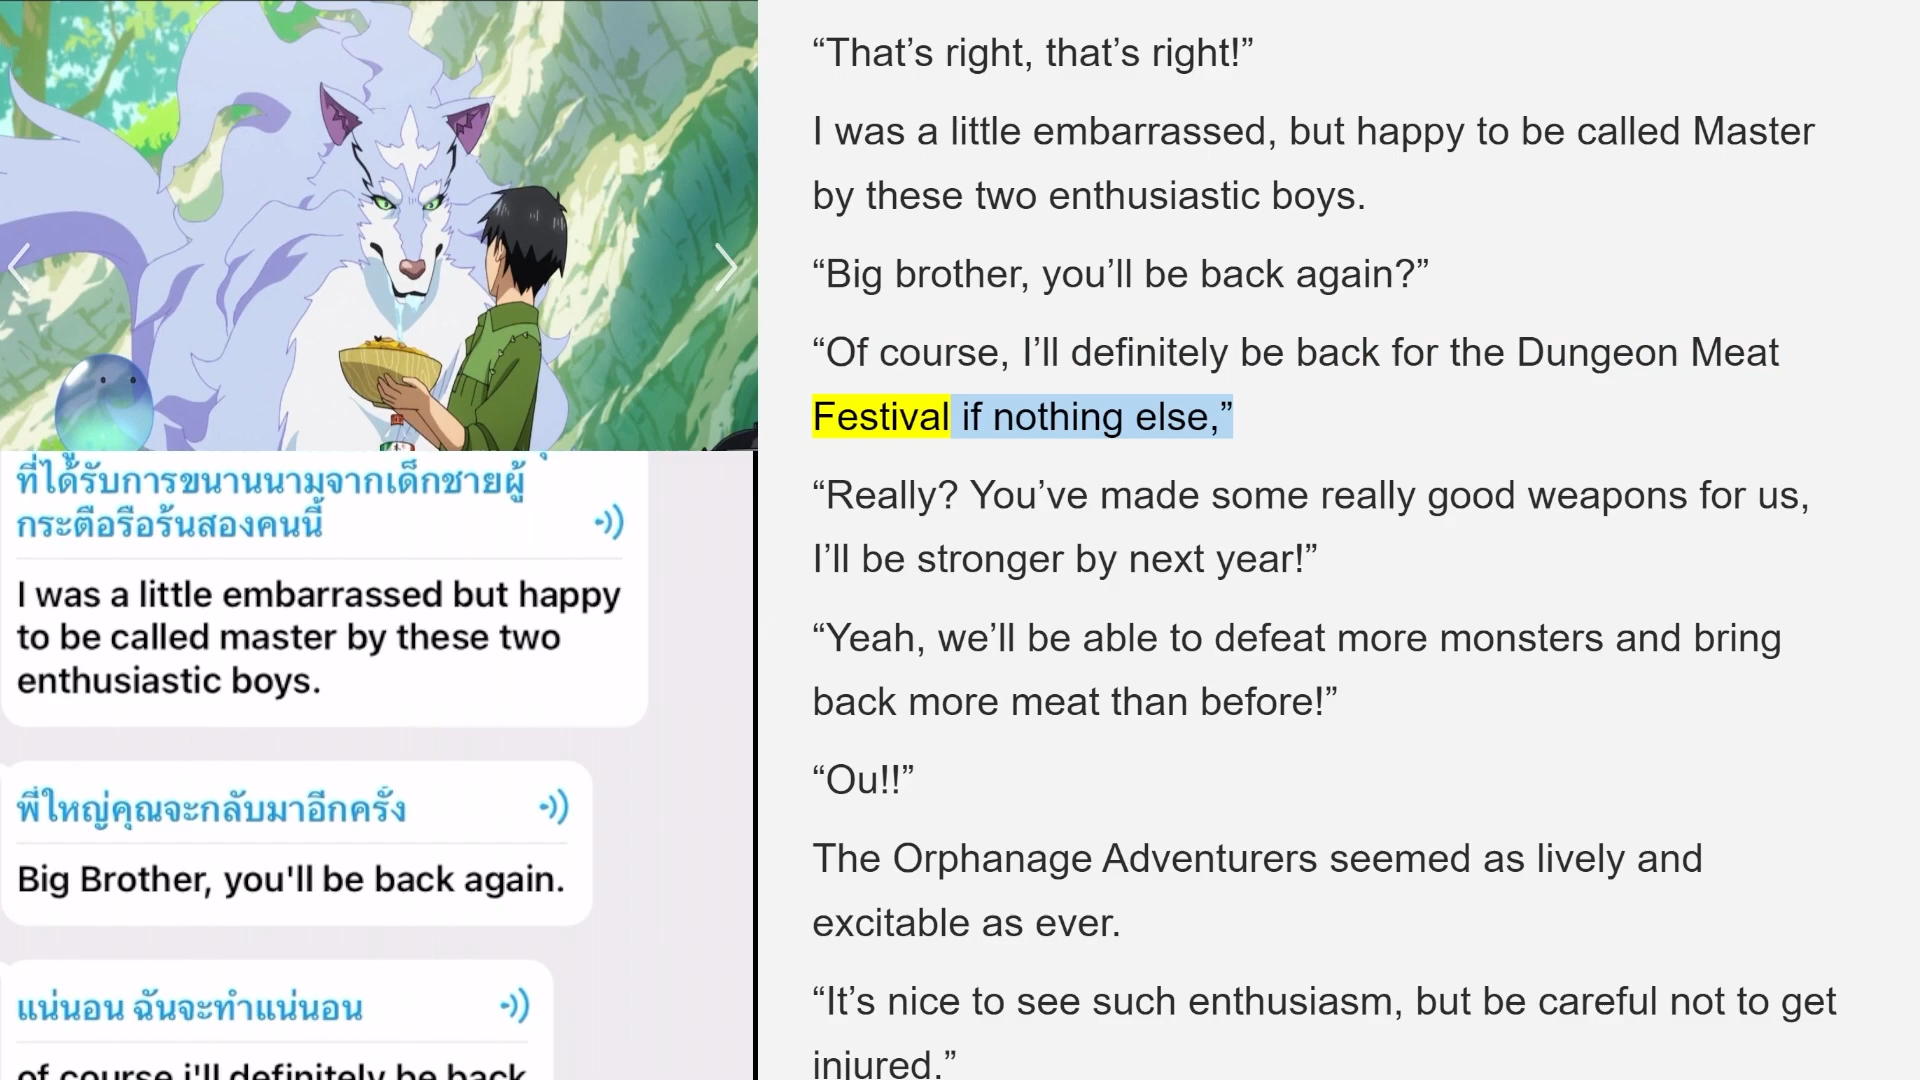 “That’s right, that’s right!”
I was a little embarrassed, but happy to be called Master
by these two enthusiastic boys.
“Big brother, you’ll be back again?”
“Of course, I’ll definitely be back for the Dungeon Meat
Festival if nothing else,”
“Really? You’ve made some really good weapons for us,
I’ll be stronger by next year!”
“Yeah, we’ll be able to defeat more monsters and bring
back more meat than before!”
“Ou!!”
The Orphanage Adventurers seemed as lively and
excitable as ever.
“It’s nice to see such enthusiasm, but be careful not to get
injured.”
ที่ได้รับการขนานนามจากเด็กชายผู้
กระตือรือร้นสองคนนี้
I was a little embarrassed but happy
to be called master by these two
enthusiastic boys.
พี่ใหญ่คุณจะกลับมาอีกครั้ง
Big Brother, you'll be back again.
แน่นอน ฉันจะทำแน่นอน
of course i'll definitely be back